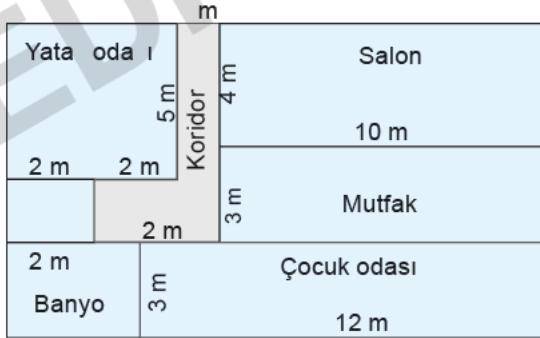 m
Yata oda ı
Salon
5 m
Koridor
4 m
10 m
2 m
2 m
3 m
Mutfak
2 m
2 m
Banyo
3 m
Çocuk odası
12 m